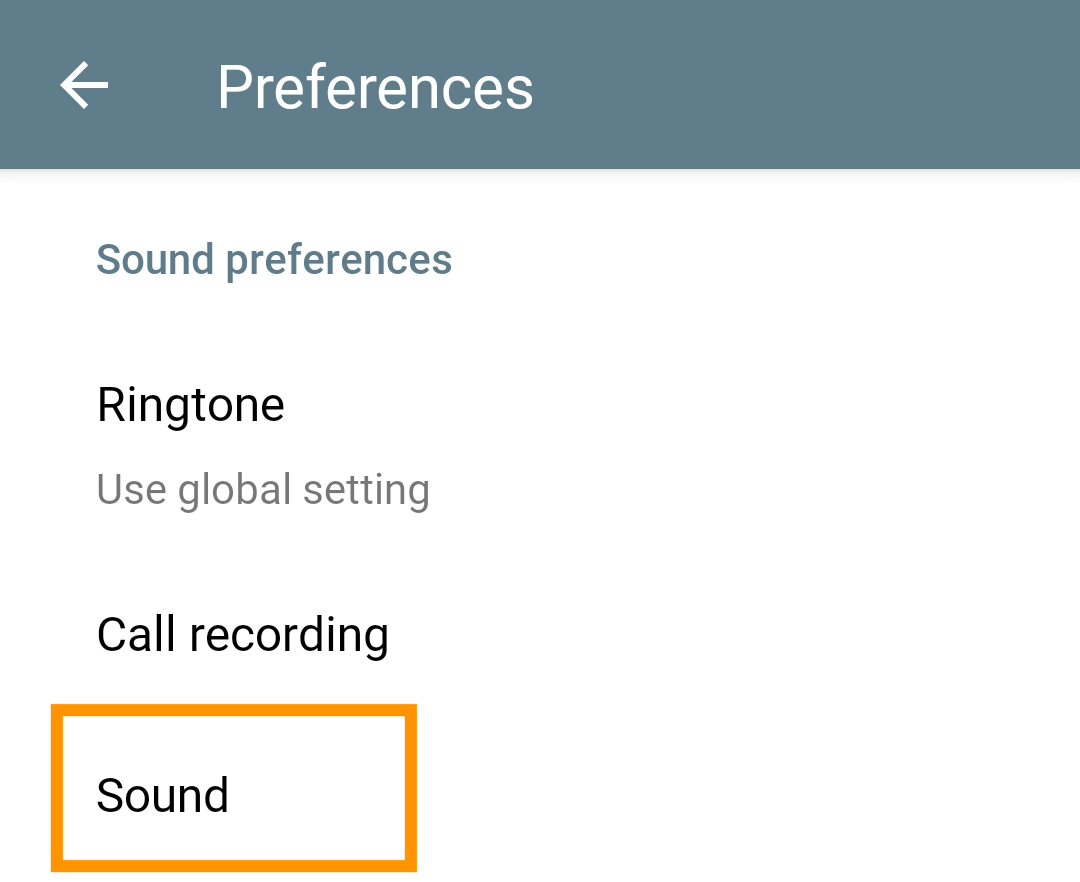 Preferences
Sound preferences
Ringtone
Use global setting
Call recording
Sound